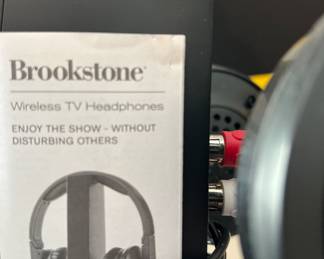 Brookstone®
Wireless TV Headphones
ENJOY THE SHOW - WITHOUT
DISTURBING OTHERS